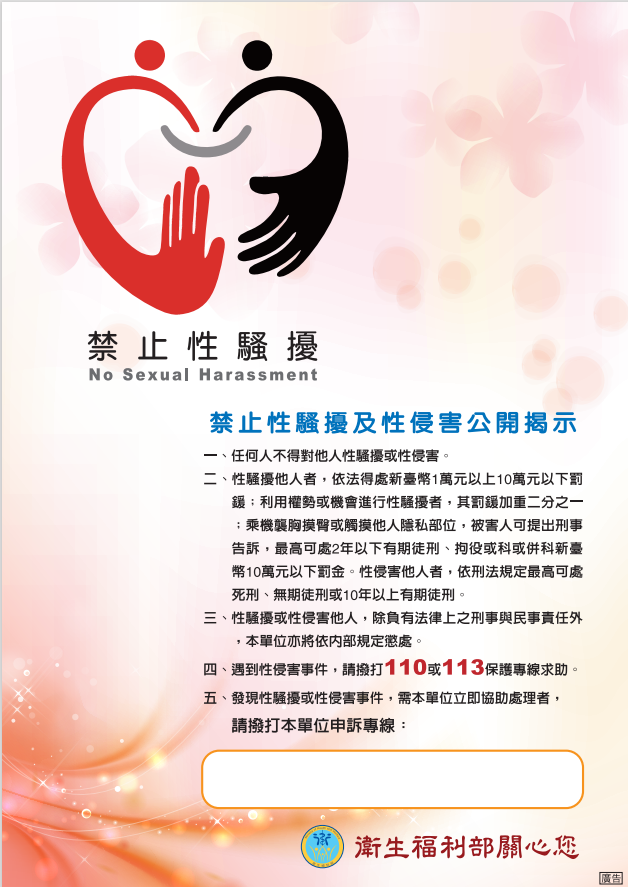 禁止性騷擾
No Sexual Harassment
禁止性騷擾及性侵害公開揭示
一、任何人不得對他人性騷擾或性侵害。
二、性騷擾他人者，依法得處新臺幣1萬元以上10萬元以下罰
鍰；利用權勢或機會進行性騷擾者，其罰鍰加重二分之一
；乘機襲胸摸臀或觸摸他人隱私部位，被害人可提出刑事
告訴，最高可處2年以下有期徒刑、拘役或科或併科新臺
幣10萬元以下罰金。性侵害他人者，依刑法規定最高可處
死刑、無期徒刑或10年以上有期徒刑。
三、性騷擾或性侵害他人，除負有法律上之刑事與民事責任外
，本單位亦將依內部規定懲處。
四、遇到性侵害事件，請撥打110或113保護專線求助。
五、發現性騷擾或性侵害事件，需本單位立即協助處理者，
請撥打本單位申訴專線：
衛生福利部關心您
廣告